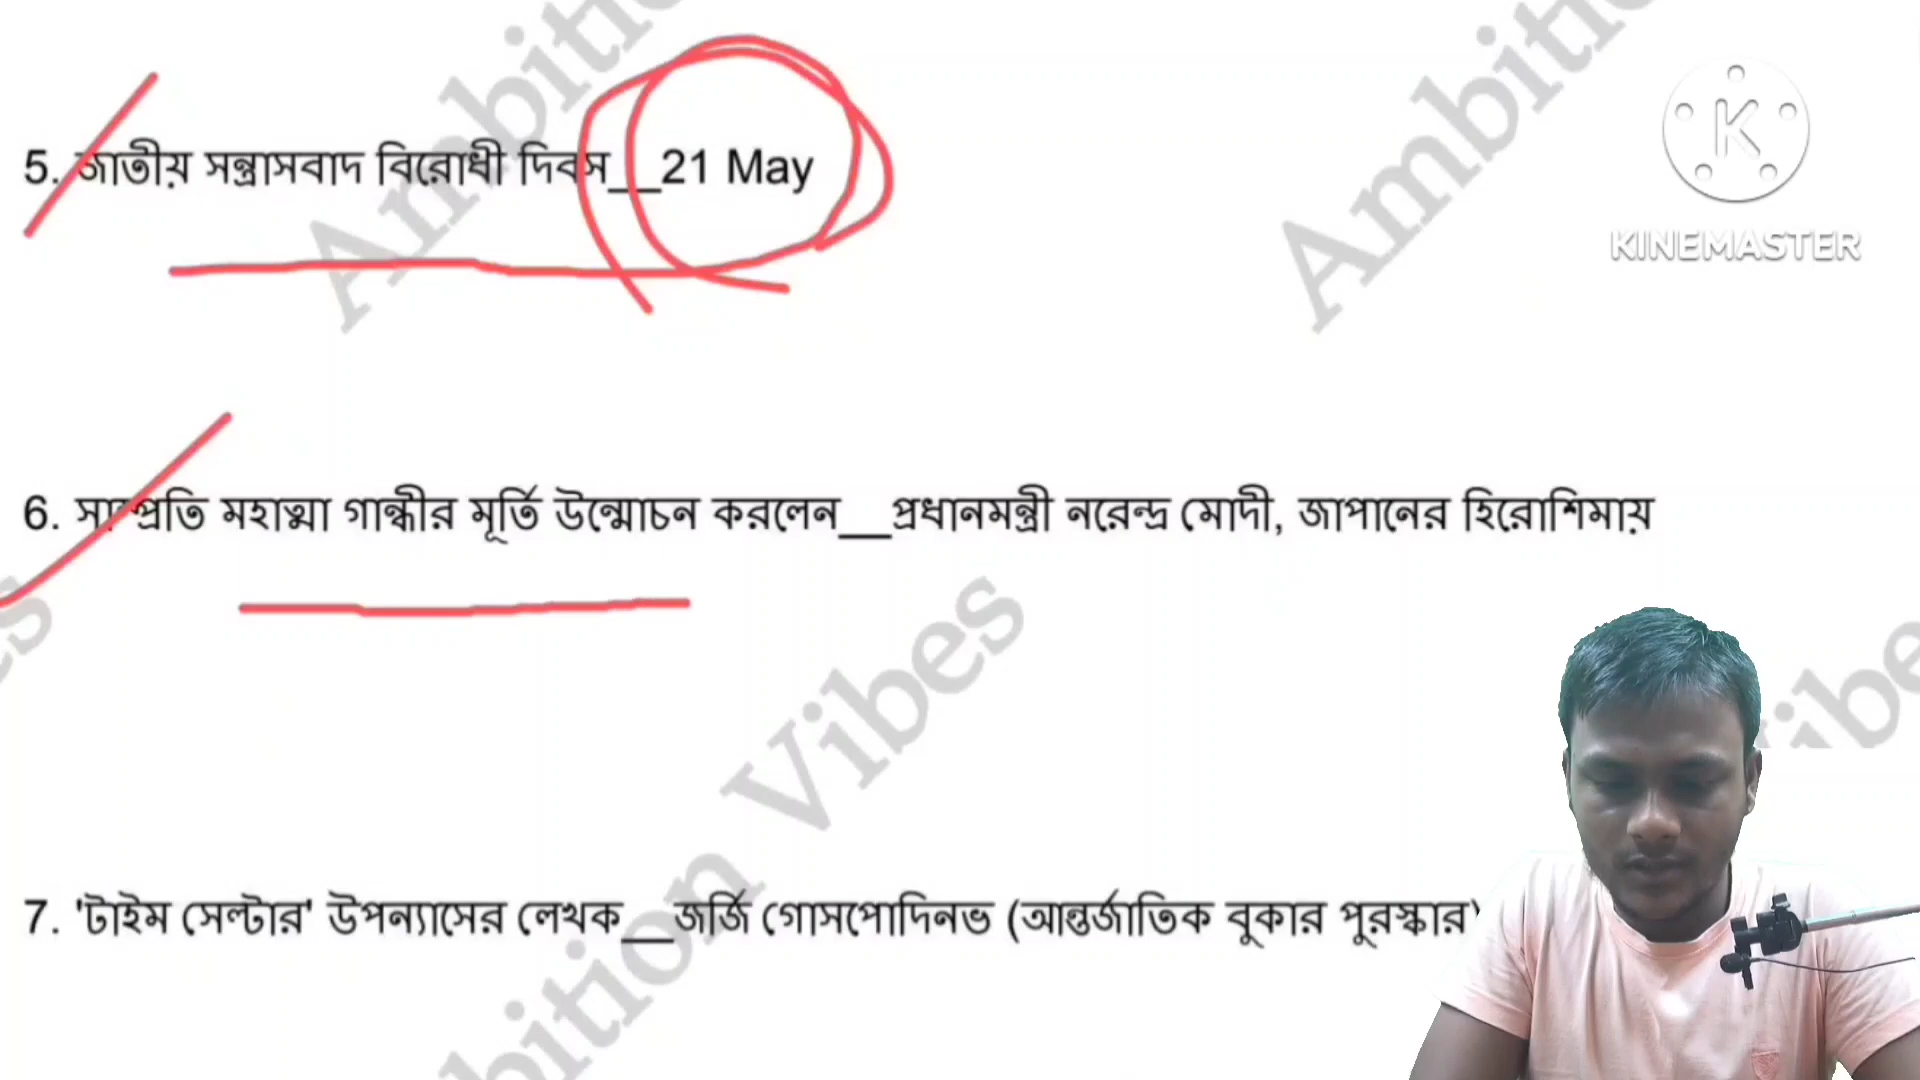 5. জাতীয় সন্ত্রাসবাদ বিরোধী দিবস__21 May
KINEMASTER
6. সাম্প্রতি মহাত্মা গান্ধীর মূর্তি উন্মোচন করলেন__প্রধানমন্ত্রী নরেন্দ্র মোদী, জাপানের হিরোশিমায়
7. 'টাইম সেল্টার' উপন্যাসের লেখক__জর্জি গোসপোদিনভ (আন্তর্জাতিক বুকার পুরস্কার)
Ambition Vibes